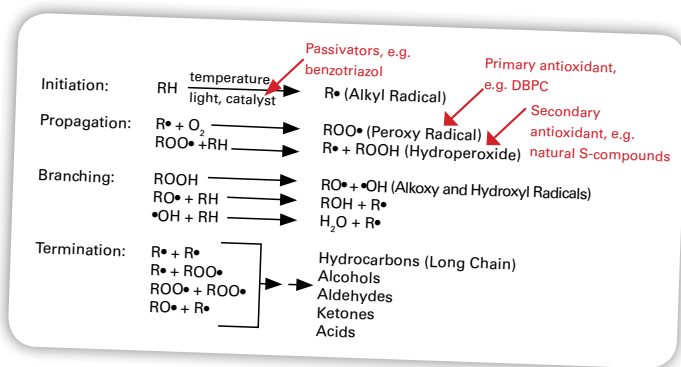 Passivators, e.g.
benzotriazol
Primary antioxidant,
e.g. DBPC
Secondary
antioxidant, e.g.
natural S-compounds
Initiation: RH temperature light, catalyst R• (Alkyl Radical)
Propagation: R• + O₂ ROO• (Peroxy Radical)
ROO• +RH R• + ROOH (Hydroperoxide)
Branching: ROOH RO• + •OH (Alkoxy and Hydroxyl Radicals)
RO• + RH ROH + R•
•OH + RH H₂O + R•
Termination: R• + R•
R• + ROO•
ROO• + ROO•
RO• + R•
Hydrocarbons (Long Chain)
Alcohols
Aldehydes
Ketones
Acids